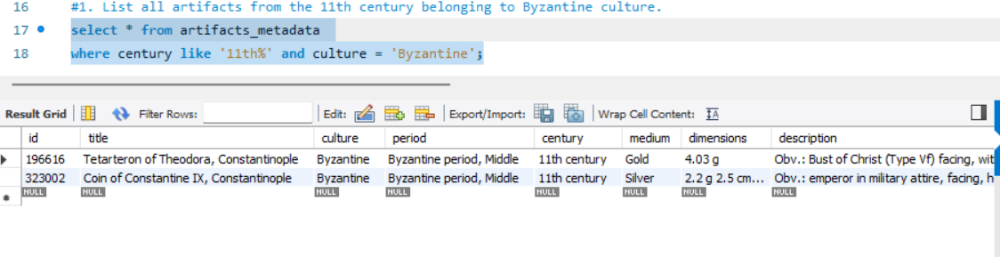 16 #1. List all artifacts from the 11th century belonging to Byzantine culture.
17 select * from artifacts_metadata
18 where century like '11th%' and culture = 'Byzantine';
Result Grid Filter Rows: Edit: Export/Import: Wrap Cell Content: IA
id title culture period century medium dimensions description
196616 Tetarteron of Theodora, Constantinople Byzantine Byzantine period, Middle 11th century Gold 4.03 g Obv.: Bust of Christ (Type Vf) facing, wit
323002 Coin of Constantine IX, Constantinople Byzantine Byzantine period, Middle 11th century Silver 2.2 g 2.5 cm... Obv.: emperor in military attire, facing, h
NULL NULL NULL NULL NULL NULL NULL NULL